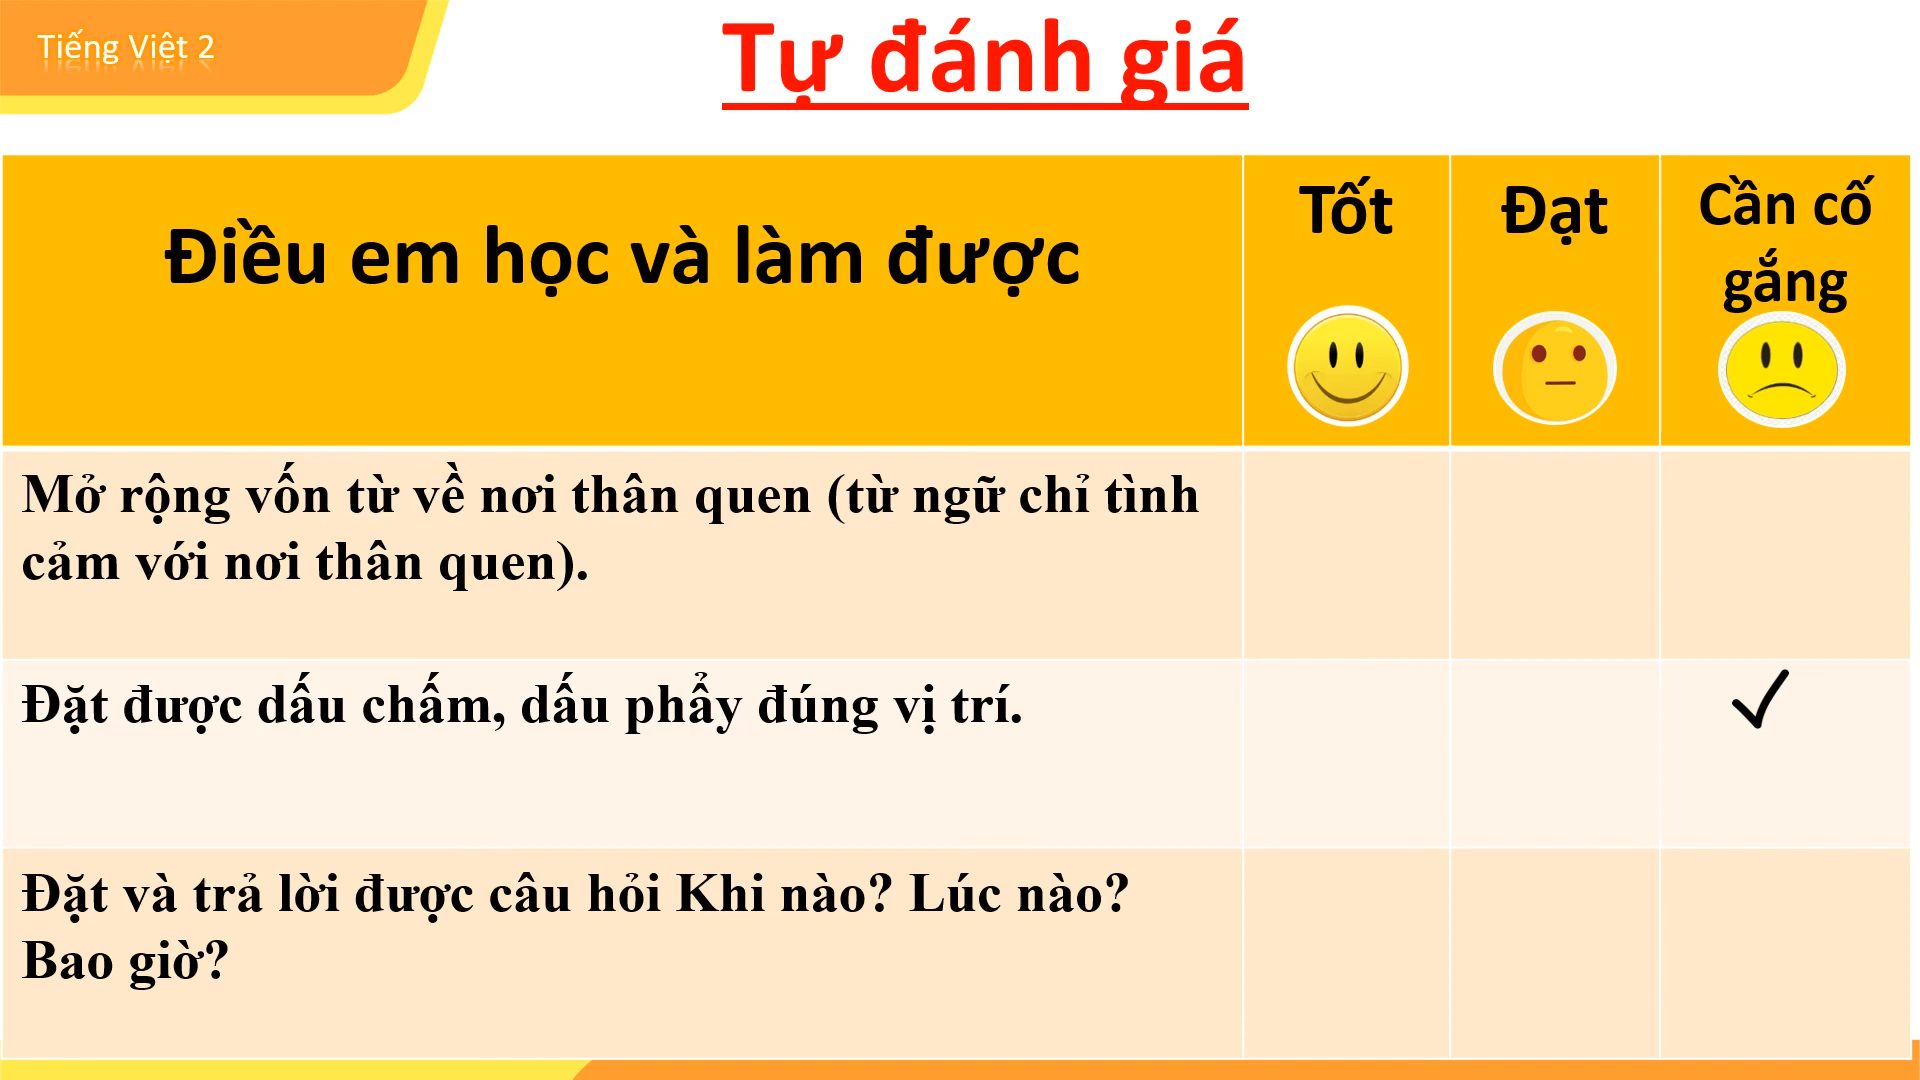 Tiếng Việt 2
Tự đánh giá
Điều em học và làm được
Tốt
Đạt
Cần cố
gắng
Mở rộng vốn từ về nơi thân quen (từ ngữ chỉ tình
cảm với nơi thân quen).
Đặt được dấu chấm, dấu phẩy đúng vị trí.
Đặt và trả lời được câu hỏi Khi nào? Lúc nào?
Bao giờ?